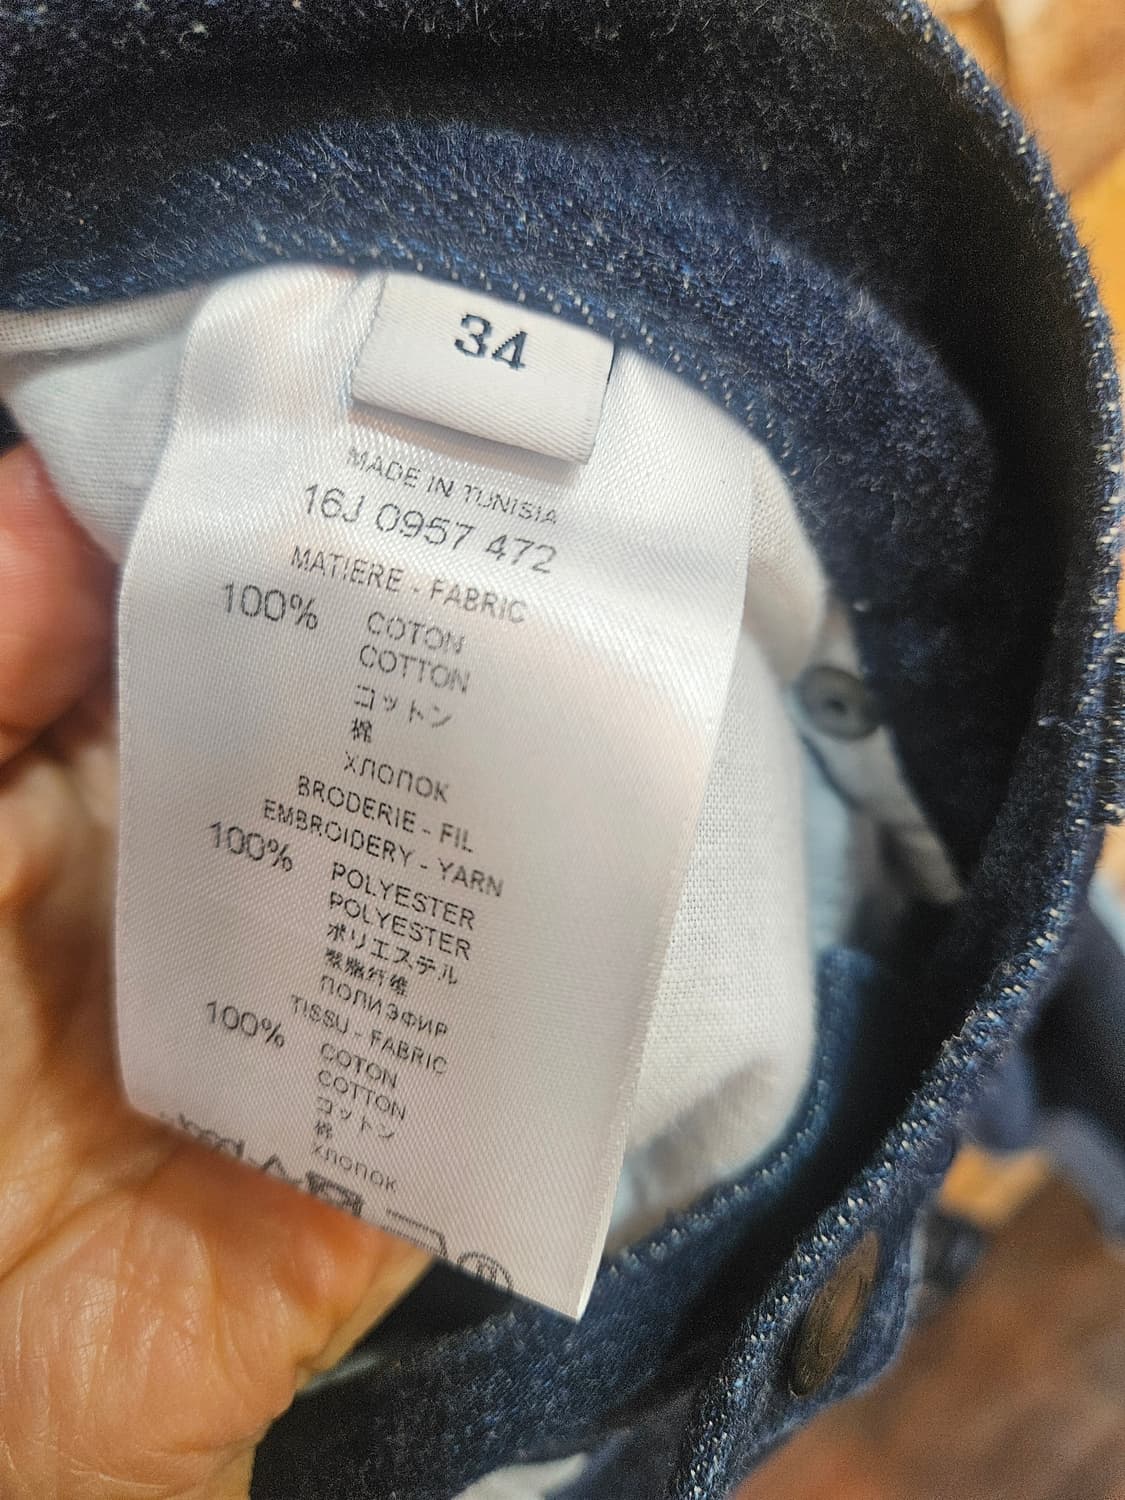 34
MADE IN TUNISIA
16J 0957 472
MATIERE - FABRIC
100% COTON
COTTON
コットン
棉
ХЛОПОК
BRODERIE - FIL
EMBROIDERY - YARN
100% POLYESTER
POLYESTER
ポリエステル
聚脂纤维
ПОЛИЭФИР
TISSU - FABRIC
100% COTON
COTTON
コットン
棉
ХЛОПОК